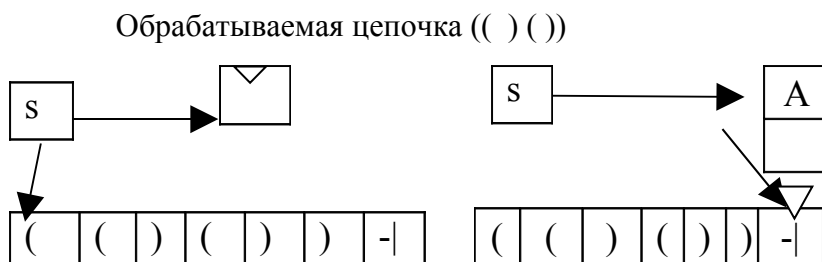 Обрабатываемая цепочка (( ) ( ))
s
s A
( ( ) ( ) ) -| ( ( ) ( ) ) -|